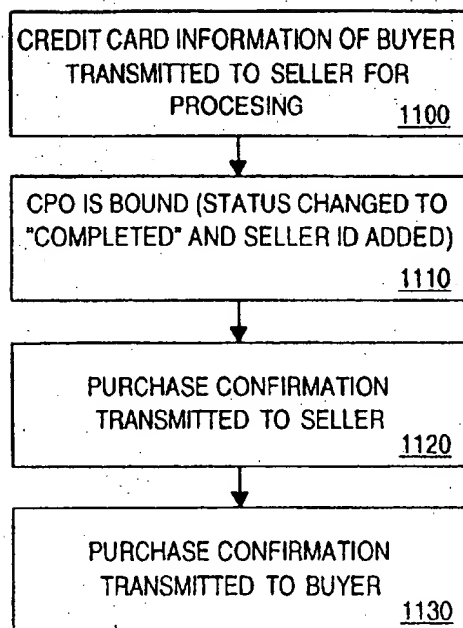 CREDIT CARD INFORMATION OF BUYER
TRANSMITTED TO SELLER FOR
PROCESING
1100
CPO IS BOUND (STATUS CHANGED TO
"COMPLETED" AND SELLER ID ADDED)
1110
PURCHASE CONFIRMATION
TRANSMITTED TO SELLER
1120
PURCHASE CONFIRMATION
TRANSMITTED TO BUYER
1130